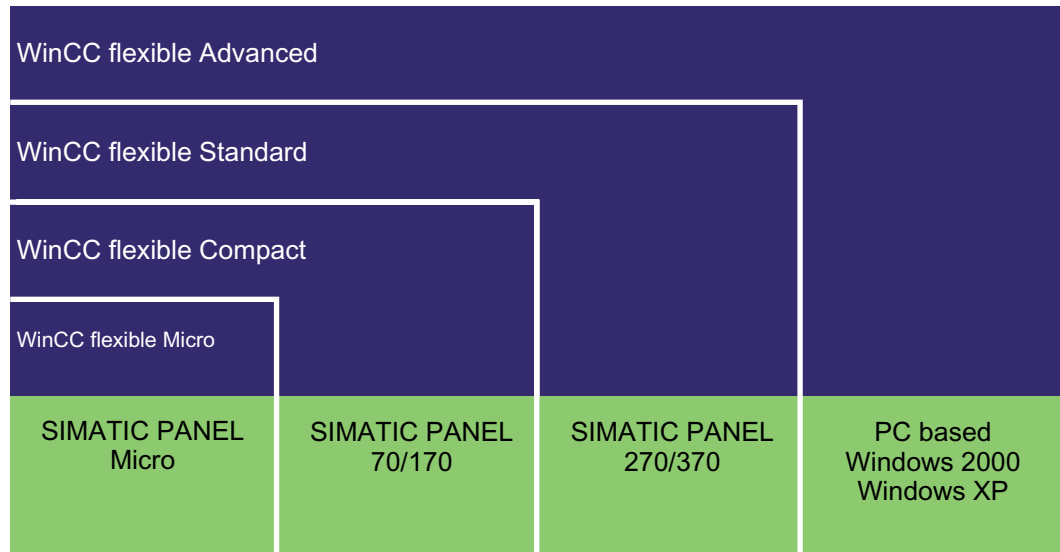 WinCC flexible Advanced
WinCC flexible Standard
WinCC flexible Compact
WinCC flexible Micro
SIMATIC PANEL
Micro
SIMATIC PANEL
70/170
SIMATIC PANEL
270/370
PC based
Windows 2000
Windows XP